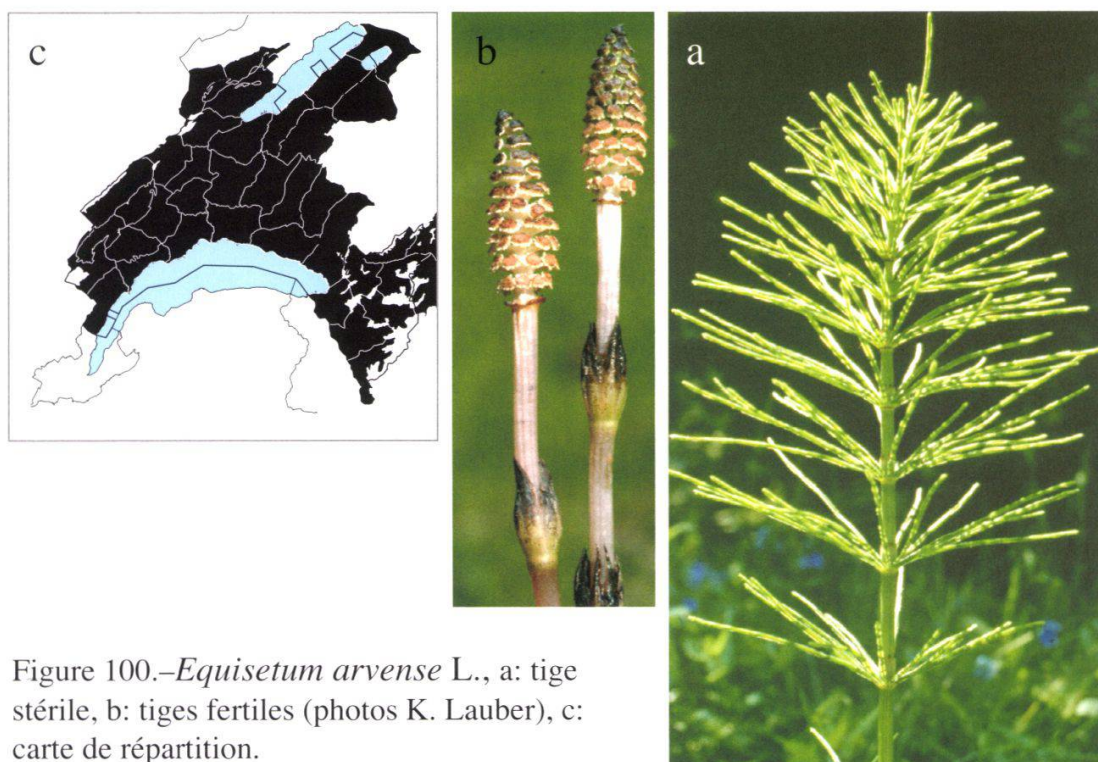 c
b
a
Figure 100.–Equisetum arvense L., a: tige
stérile, b: tiges fertiles (photos K. Lauber), c:
carte de répartition.